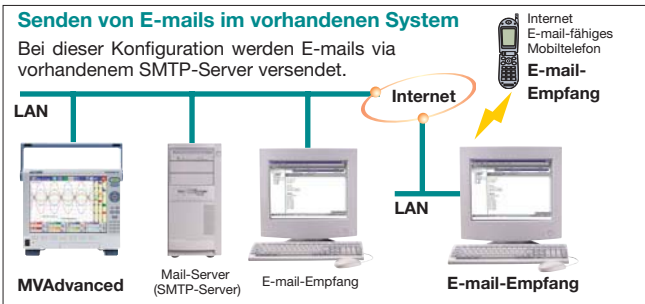 Senden von E-mails im vorhandenen System
Bei dieser Konfiguration werden E-mails via
vorhandenem SMTP-Server versendet.
Internet
E-mail-fähiges
Mobiltelefon
E-mail-
Empfang
Internet
LAN
LAN
MVAdvanced
Mail-Server
(SMTP-Server)
E-mail-Empfang
E-mail-Empfang